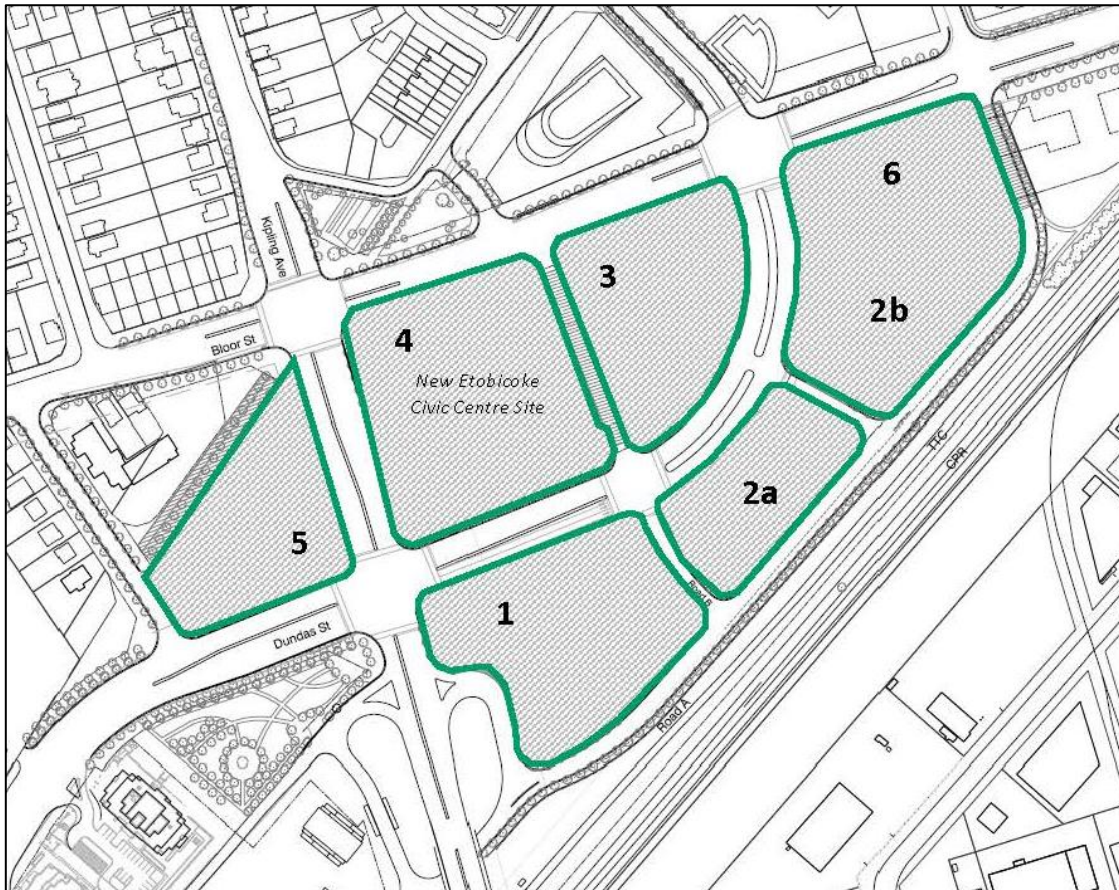 6
Kipling Ave
3
2b
Bloor St
4
New Etobicoke
Civic Centre Site
TTC
CPR
2a
5
Road B
1
Dundas St
Road A